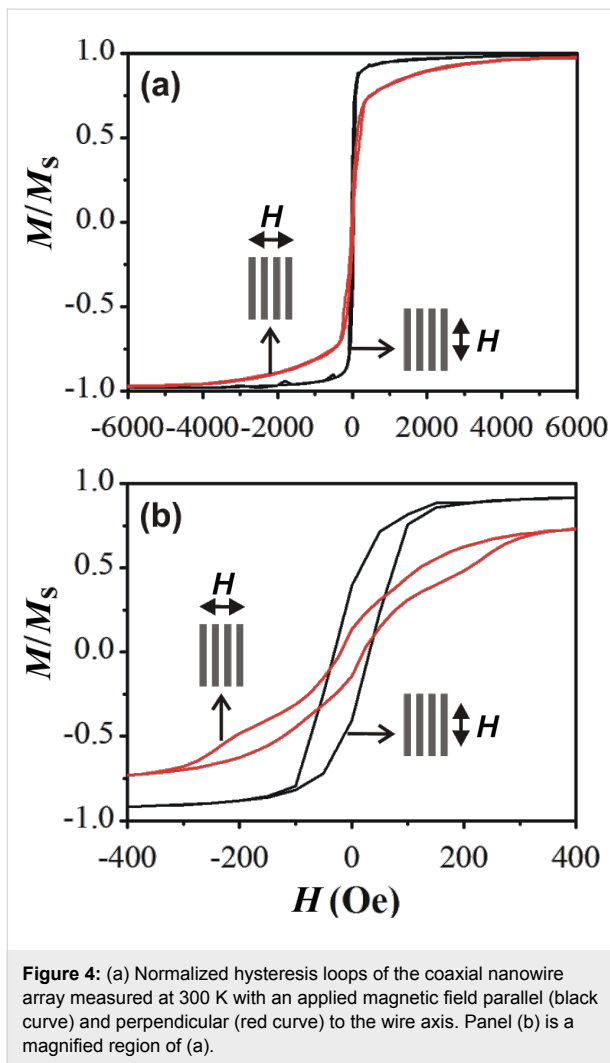 1.0
(a)
0.5
M/Ms
0.0
H
H
-0.5
-1.0
-6000 -4000 -2000 0 2000 4000 6000
1.0
(b)
0.5
M/Ms
H
0.0
H
-0.5
-1.0
-400 -200 0 200 400
H (Oe)
Figure 4: (a) Normalized hysteresis loops of the coaxial nanowire
array measured at 300 K with an applied magnetic field parallel (black
curve) and perpendicular (red curve) to the wire axis. Panel (b) is a
magnified region of (a).